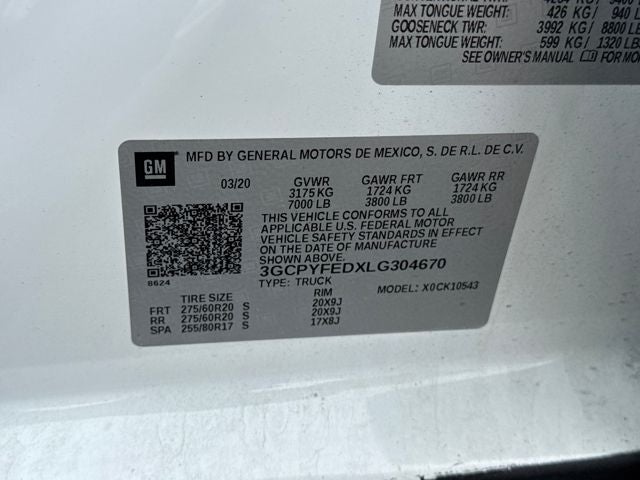 MAX TONGUE WEIGHT: 426 KG/ 940 LB
GOOSENECK TWR: 3992 KG/ 8800 LB
MAX TONGUE WEIGHT: 599 KG/ 1320 LB
SEE OWNER'S MANUAL FOR MO
GM
MFD BY GENERAL MOTORS DE MEXICO, S. DE R.L. DE C.V.
03/20 GVWR GAWR FRT GAWR RR
3175 KG 1724 KG 1724 KG
7000 LB 3800 LB 3800 LB
THIS VEHICLE CONFORMS TO ALL
APPLICABLE U.S. FEDERAL MOTOR
VEHICLE SAFETY STANDARDS IN EFFECT
ON THE DATE OF MANUFACTURE SHOWN ABOVE.
3GCPYFEDXLG304670
8624
TYPE: TRUCK MODEL: X0CK10543
TIRE SIZE RIM
FRT 275/60R20 S 20X9J
RR 275/60R20 S 20X9J
SPA 255/80R17 S 17X8J